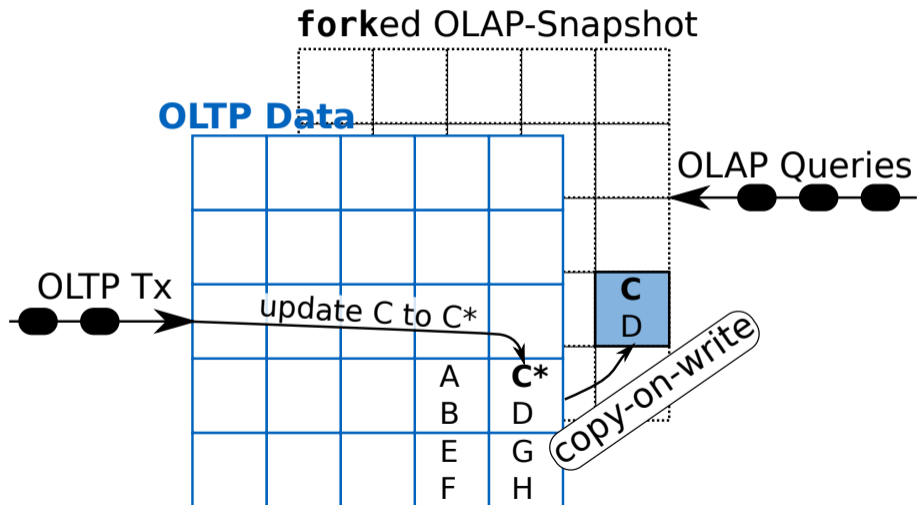 forked OLAP-Snapshot
OLTP Data
OLAP Queries
OLTP Tx
update C to C*
C
D
copy-on-write
A C*
B D
E G
F H